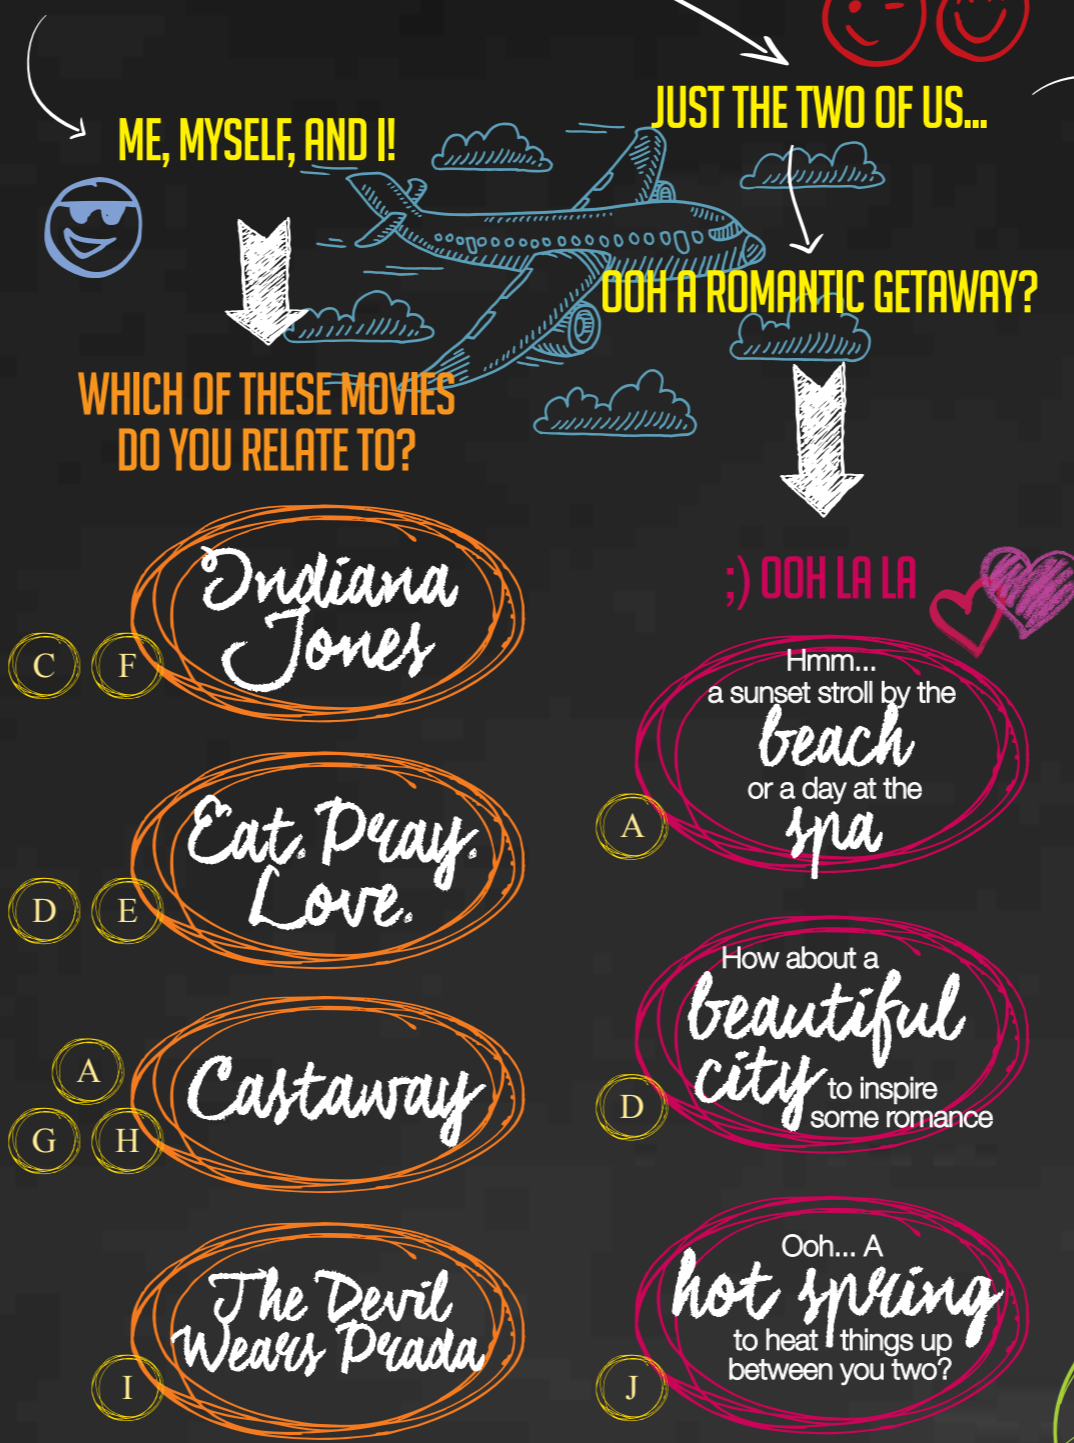 ME, MYSELF, AND I!
WHICH OF THESE MOVIES
DO YOU RELATE TO?
Indiana
Jones
C F
Eat. Pray.
Love.
D E
Castaway
A
G H
The Devil
Wears Prada
I
JUST THE TWO OF US...
OOH A ROMANTIC GETAWAY?
;) OOH LA LA
Hmm...
a sunset stroll by the
beach
or a day at the
spa
A
How about a
beautiful
city to inspire
some romance
D
Ooh... A
hot spring
to heat things up
between you two?
J